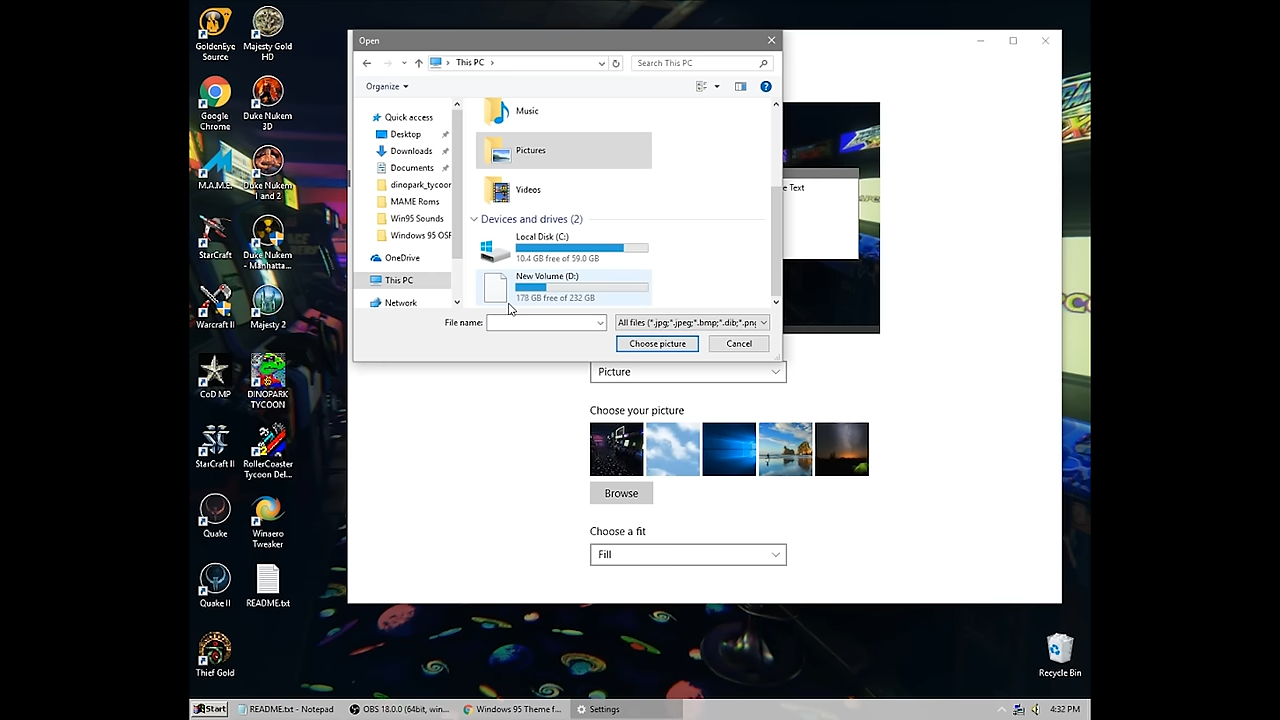 GoldenEye
Source
Majesty Gold
HD
Google
Chrome
Duke Nukem
3D
M.A.M.E.
Duke Nukem
1 and 2
StarCraft
Duke Nukem
- Manhatta...
Warcraft II
Majesty 2
CoD MP
DINOPARK
TYCOON
StarCraft II
RollerCoaster
Tycoon Del...
Quake
Winaero
Tweaker
Quake II
README.txt
Thief Gold
Open
This PC
Search This PC
Organize
Quick access
Desktop
Downloads
Documents
dinopark_tycoon
MAME Roms
Win95 Sounds
Windows 95 OSR
OneDrive
This PC
Network
Music
Pictures
Videos
Devices and drives (2)
Local Disk (C:)
10.4 GB free of 59.0 GB
New Volume (D:)
178 GB free of 232 GB
File name:
All files (*.jpg;*.jpeg;*.bmp;*.dib;*.png
Choose picture
Cancel
Text
Picture
Choose your picture
Browse
Choose a fit
Fill
Recycle Bin
Start
README.txt - Notepad
OBS 18.0.0 (64bit, win...
Windows 95 Theme f...
Settings
4:32 PM